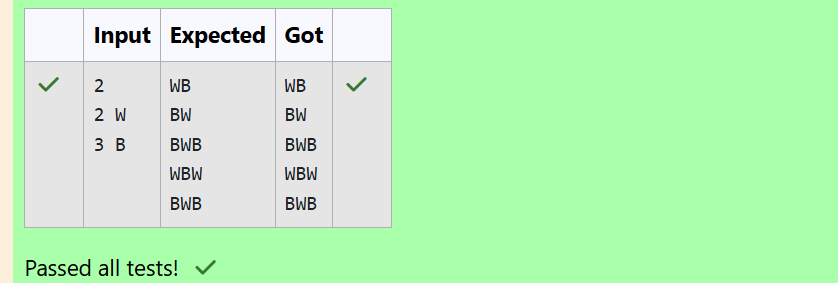 Input Expected Got
2 WB WB
2 W BW BW
3 B BWB BWB
WBW WBW
BWB BWB
Passed all tests!